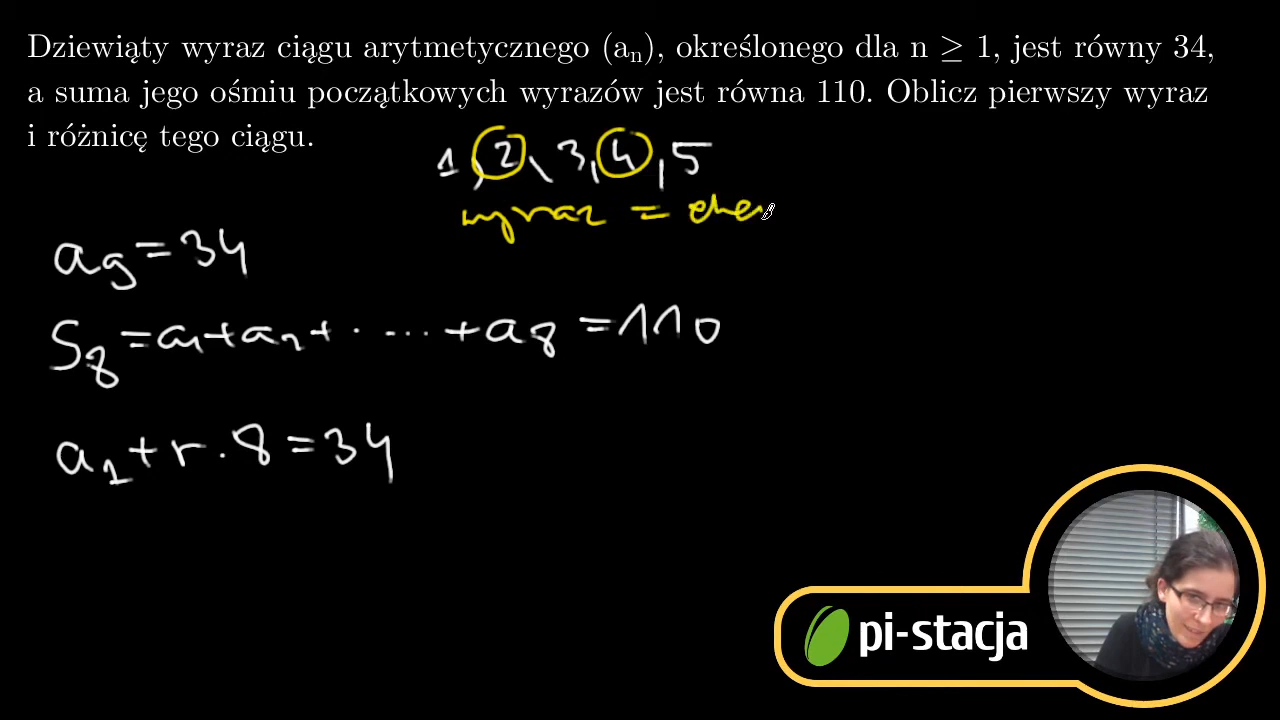 Dziewiąty wyraz ciągu arytmetycznego (aₙ), określonego dla n ≥ 1, jest równy 34,
a suma jego ośmiu początkowych wyrazów jest równa 110. Oblicz pierwszy wyraz
i różnicę tego ciągu.
1, 2, 3, 4, 5
wyraz =
a₉ = 34
S₈ = a₁ + a₂ + · ... + a₈ = 110
a₁ + r · 8 = 34
pi-stacja